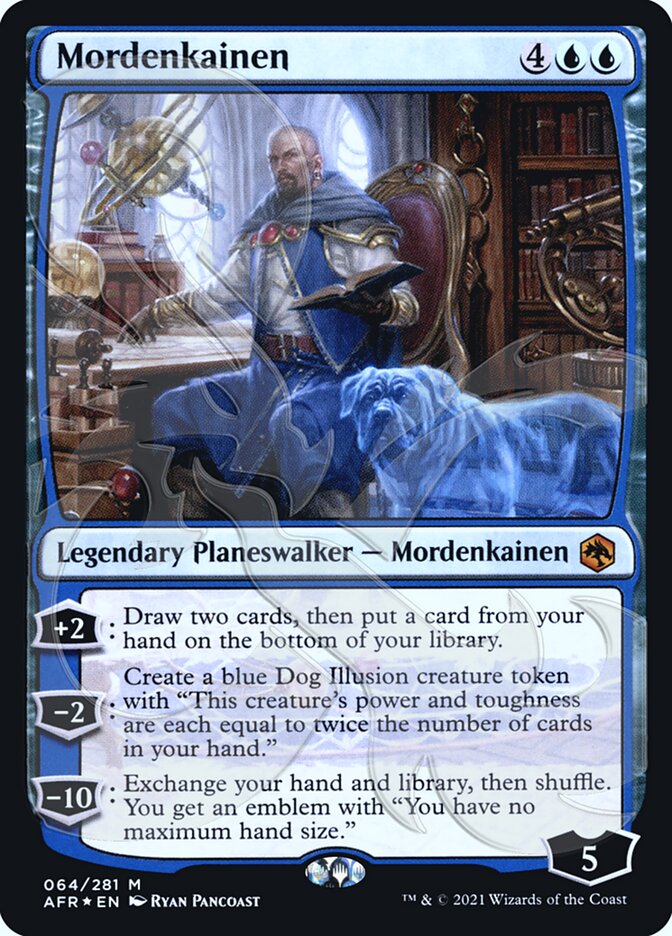 Mordenkainen 4
Legendary Planeswalker — Mordenkainen
+2: Draw two cards, then put a card from your
hand on the bottom of your library.
−2: Create a blue Dog Illusion creature token
with “This creature’s power and toughness
are each equal to twice the number of cards
in your hand.”
−10: Exchange your hand and library, then shuffle.
You get an emblem with “You have no
maximum hand size.”
5
064/281 M
AFR★EN Ryan Pancoast
™ & © 2021 Wizards of the Coast